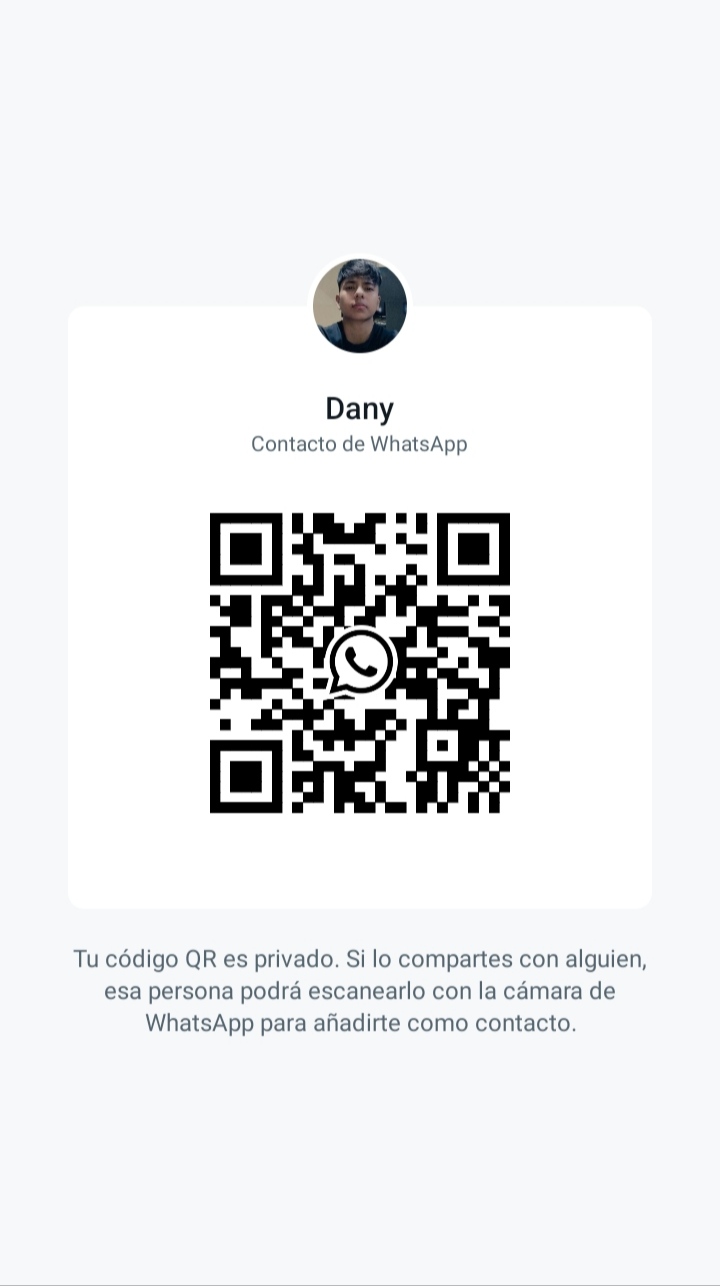 Dany
Contacto de WhatsApp
Tu código QR es privado. Si lo compartes con alguien,
esa persona podrá escanearlo con la cámara de
WhatsApp para añadirte como contacto.